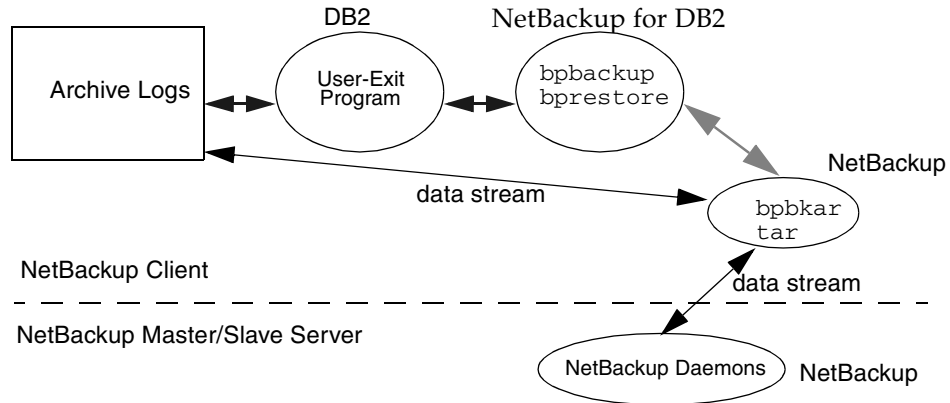 DB2
NetBackup for DB2
Archive Logs
User-Exit
Program
bpbackup
bprestore
NetBackup
data stream
bpbkar
tar
NetBackup Client
data stream
NetBackup Master/Slave Server
NetBackup Daemons
NetBackup